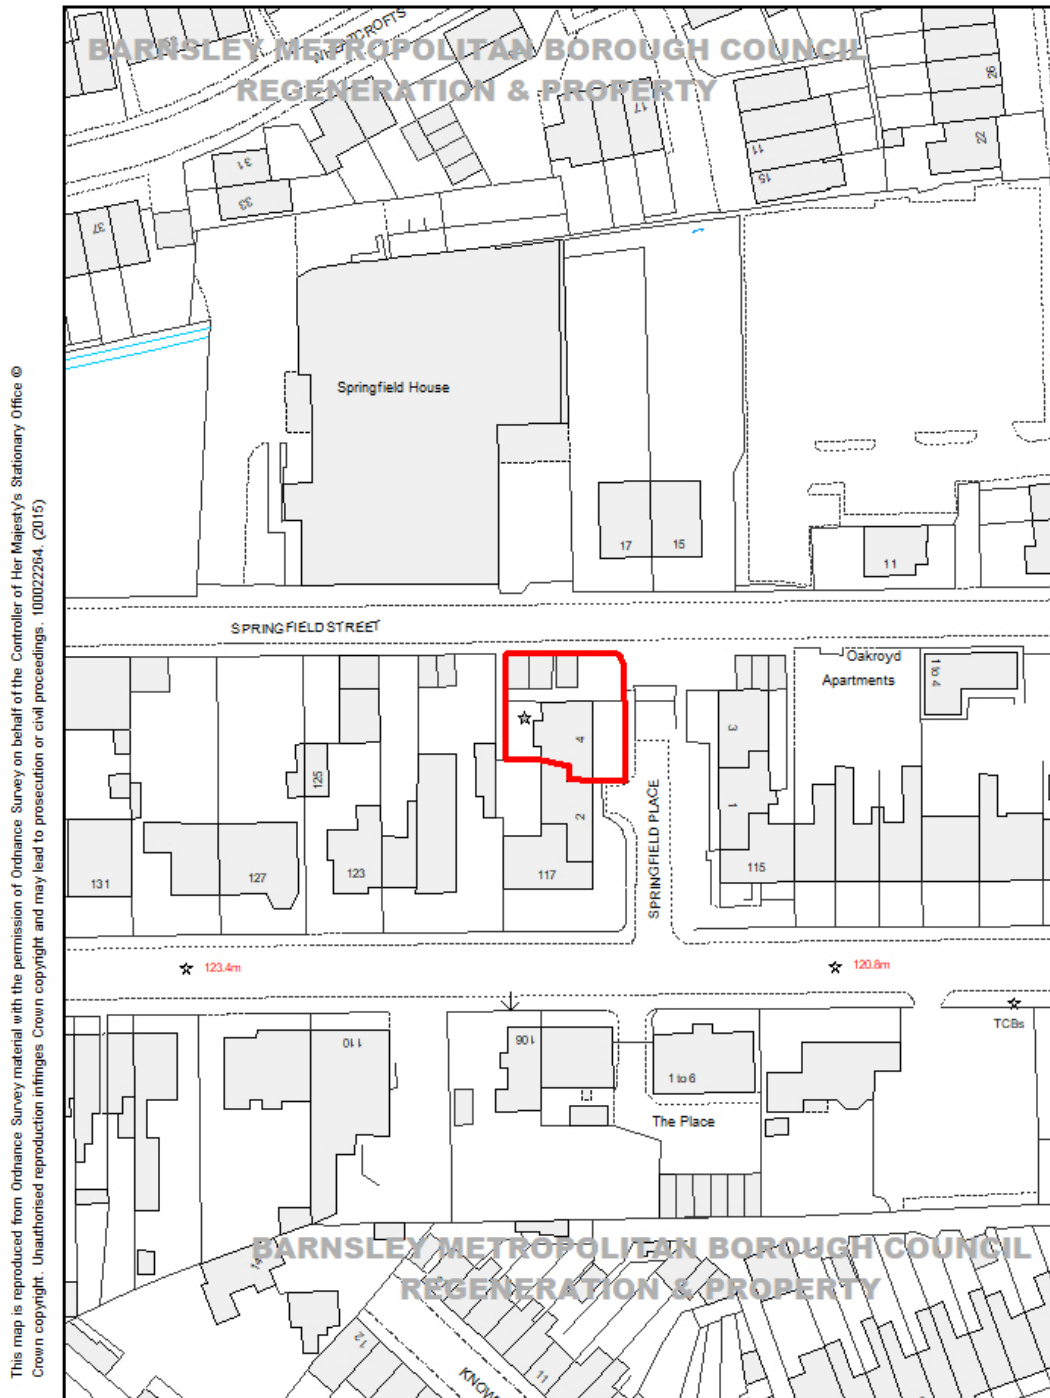 BARNSLEY METROPOLITAN BOROUGH COUNCIL
REGENERATION & PROPERTY
17
26
11
22
15
31
33
37
Springfield House
17
15
11
SPRINGFIELD STREET
Oakroyd
Apartments
1 to 4
4
3
125
2
1
SPRINGFIELD PLACE
131
127
123
117
115
123.4m
120.8m
TCBs
110
106
1 to 6
The Place
BARNSLEY METROPOLITAN BOROUGH COUNCIL
REGENERATION & PROPERTY
14
12
11
This map is reproduced from Ordnance Survey material with the permission of Ordnance Survey on behalf of the Controller of Her Majesty's Stationary Office ©
Crown copyright. Unauthorised reproduction infringes Crown copyright and may lead to prosecution or civil proceedings. 100022264. (2015)